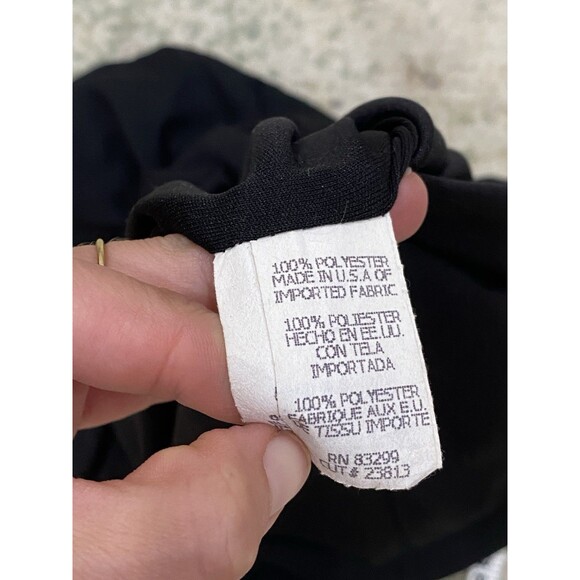 100% POLYESTER
MADE IN U.S.A OF
IMPORTED FABRIC
100% POLIESTER
HECHO EN EE.UU.
CON TELA
IMPORTADA
100% POLYESTER
FABRIQUE AUX E.U.
DE TISSU IMPORTE
RN 83299
CUT # 23813